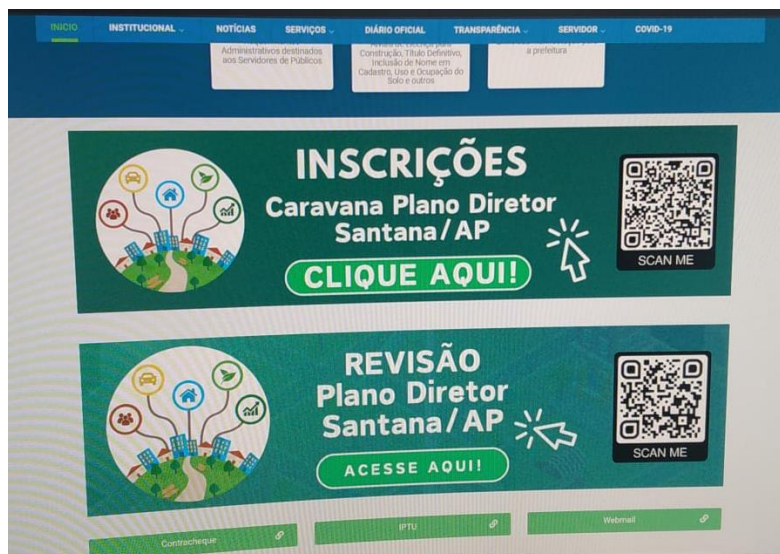 INÍCIO INSTITUCIONAL NOTÍCIAS SERVIÇOS DIÁRIO OFICIAL TRANSPARÊNCIA SERVIDOR COVID-19
Administrativos destinados
aos Servidores de Públicos
Construção, Título Definitivo,
Inclusão de Nome em
Cadastro, Uso e Ocupação do
Solo e outros
a prefeitura
INSCRIÇÕES
Caravana Plano Diretor
Santana/AP
CLIQUE AQUI!
SCAN ME
REVISÃO
Plano Diretor
Santana/AP
ACESSE AQUI!
SCAN ME
Contracheque
IPTU
Webmail